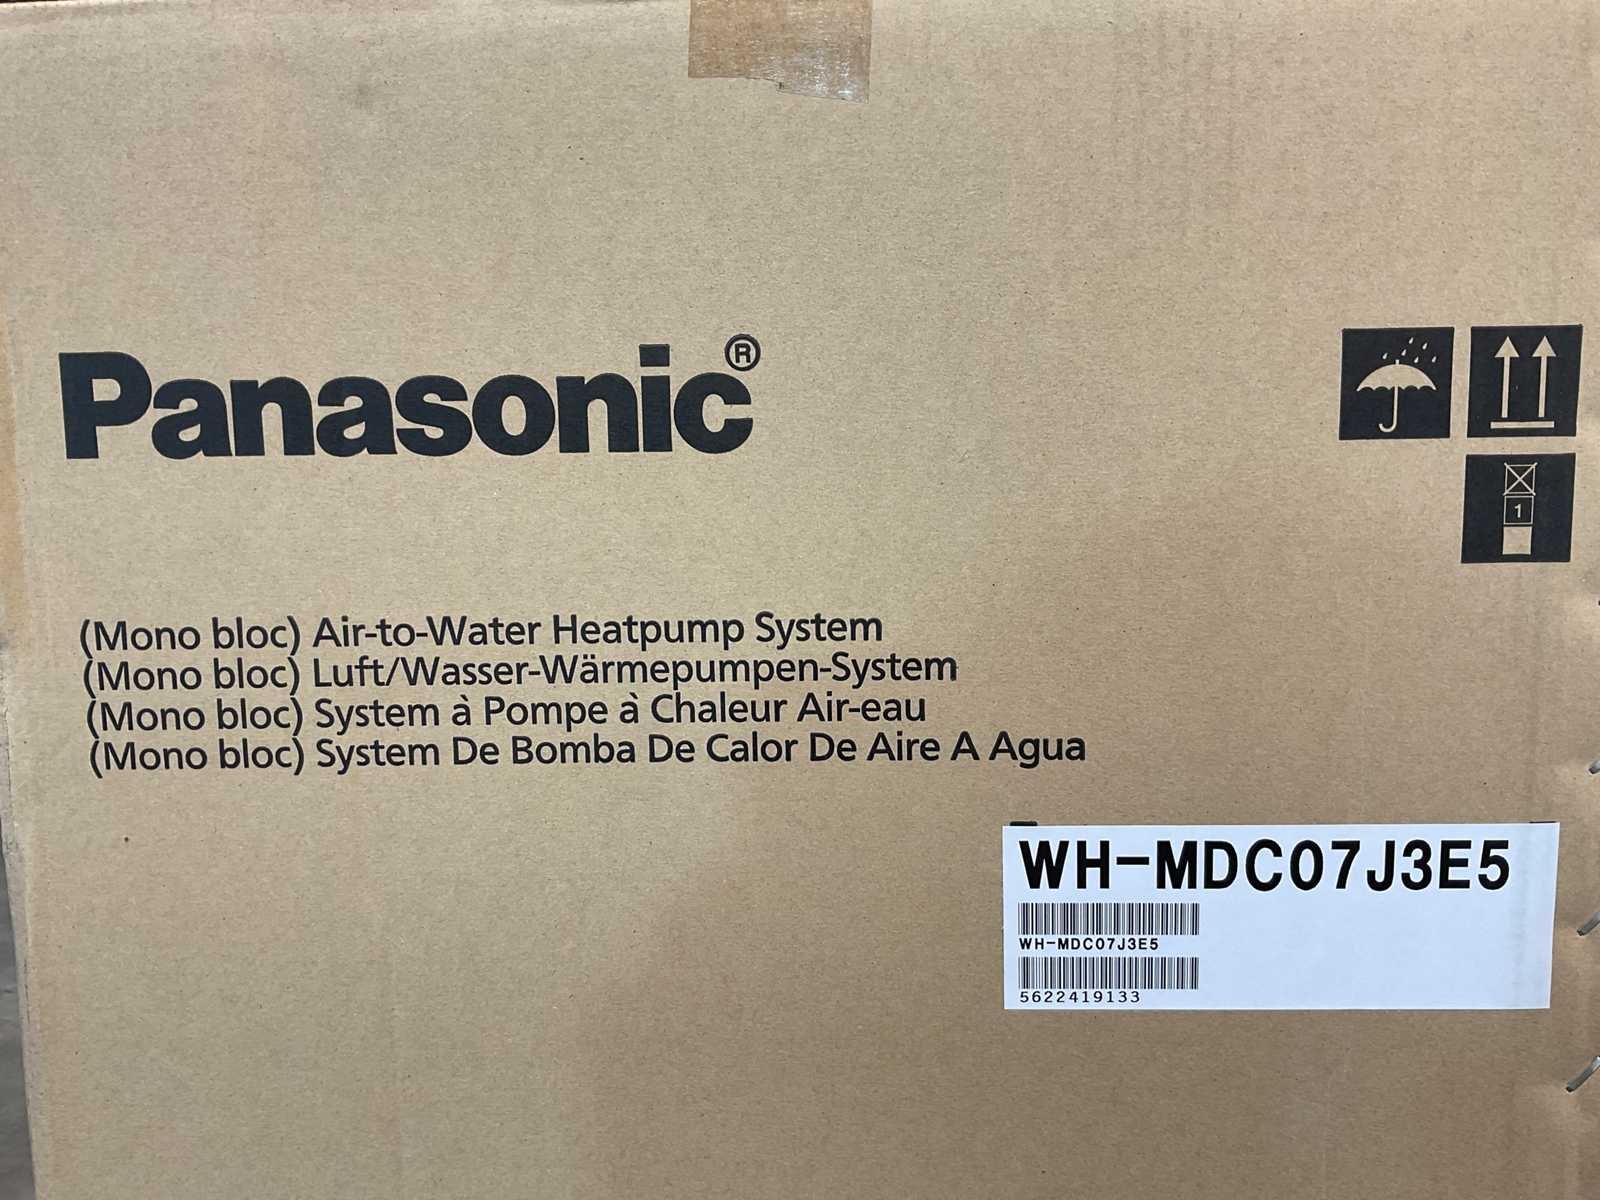 Panasonic®
1
(Mono bloc) Air-to-Water Heatpump System
(Mono bloc) Luft/Wasser-Wärmepumpen-System
(Mono bloc) System à Pompe à Chaleur Air-eau
(Mono bloc) System De Bomba De Calor De Aire A Agua
WH-MDC07J3E5
WH-MDC07J3E5
5622419133